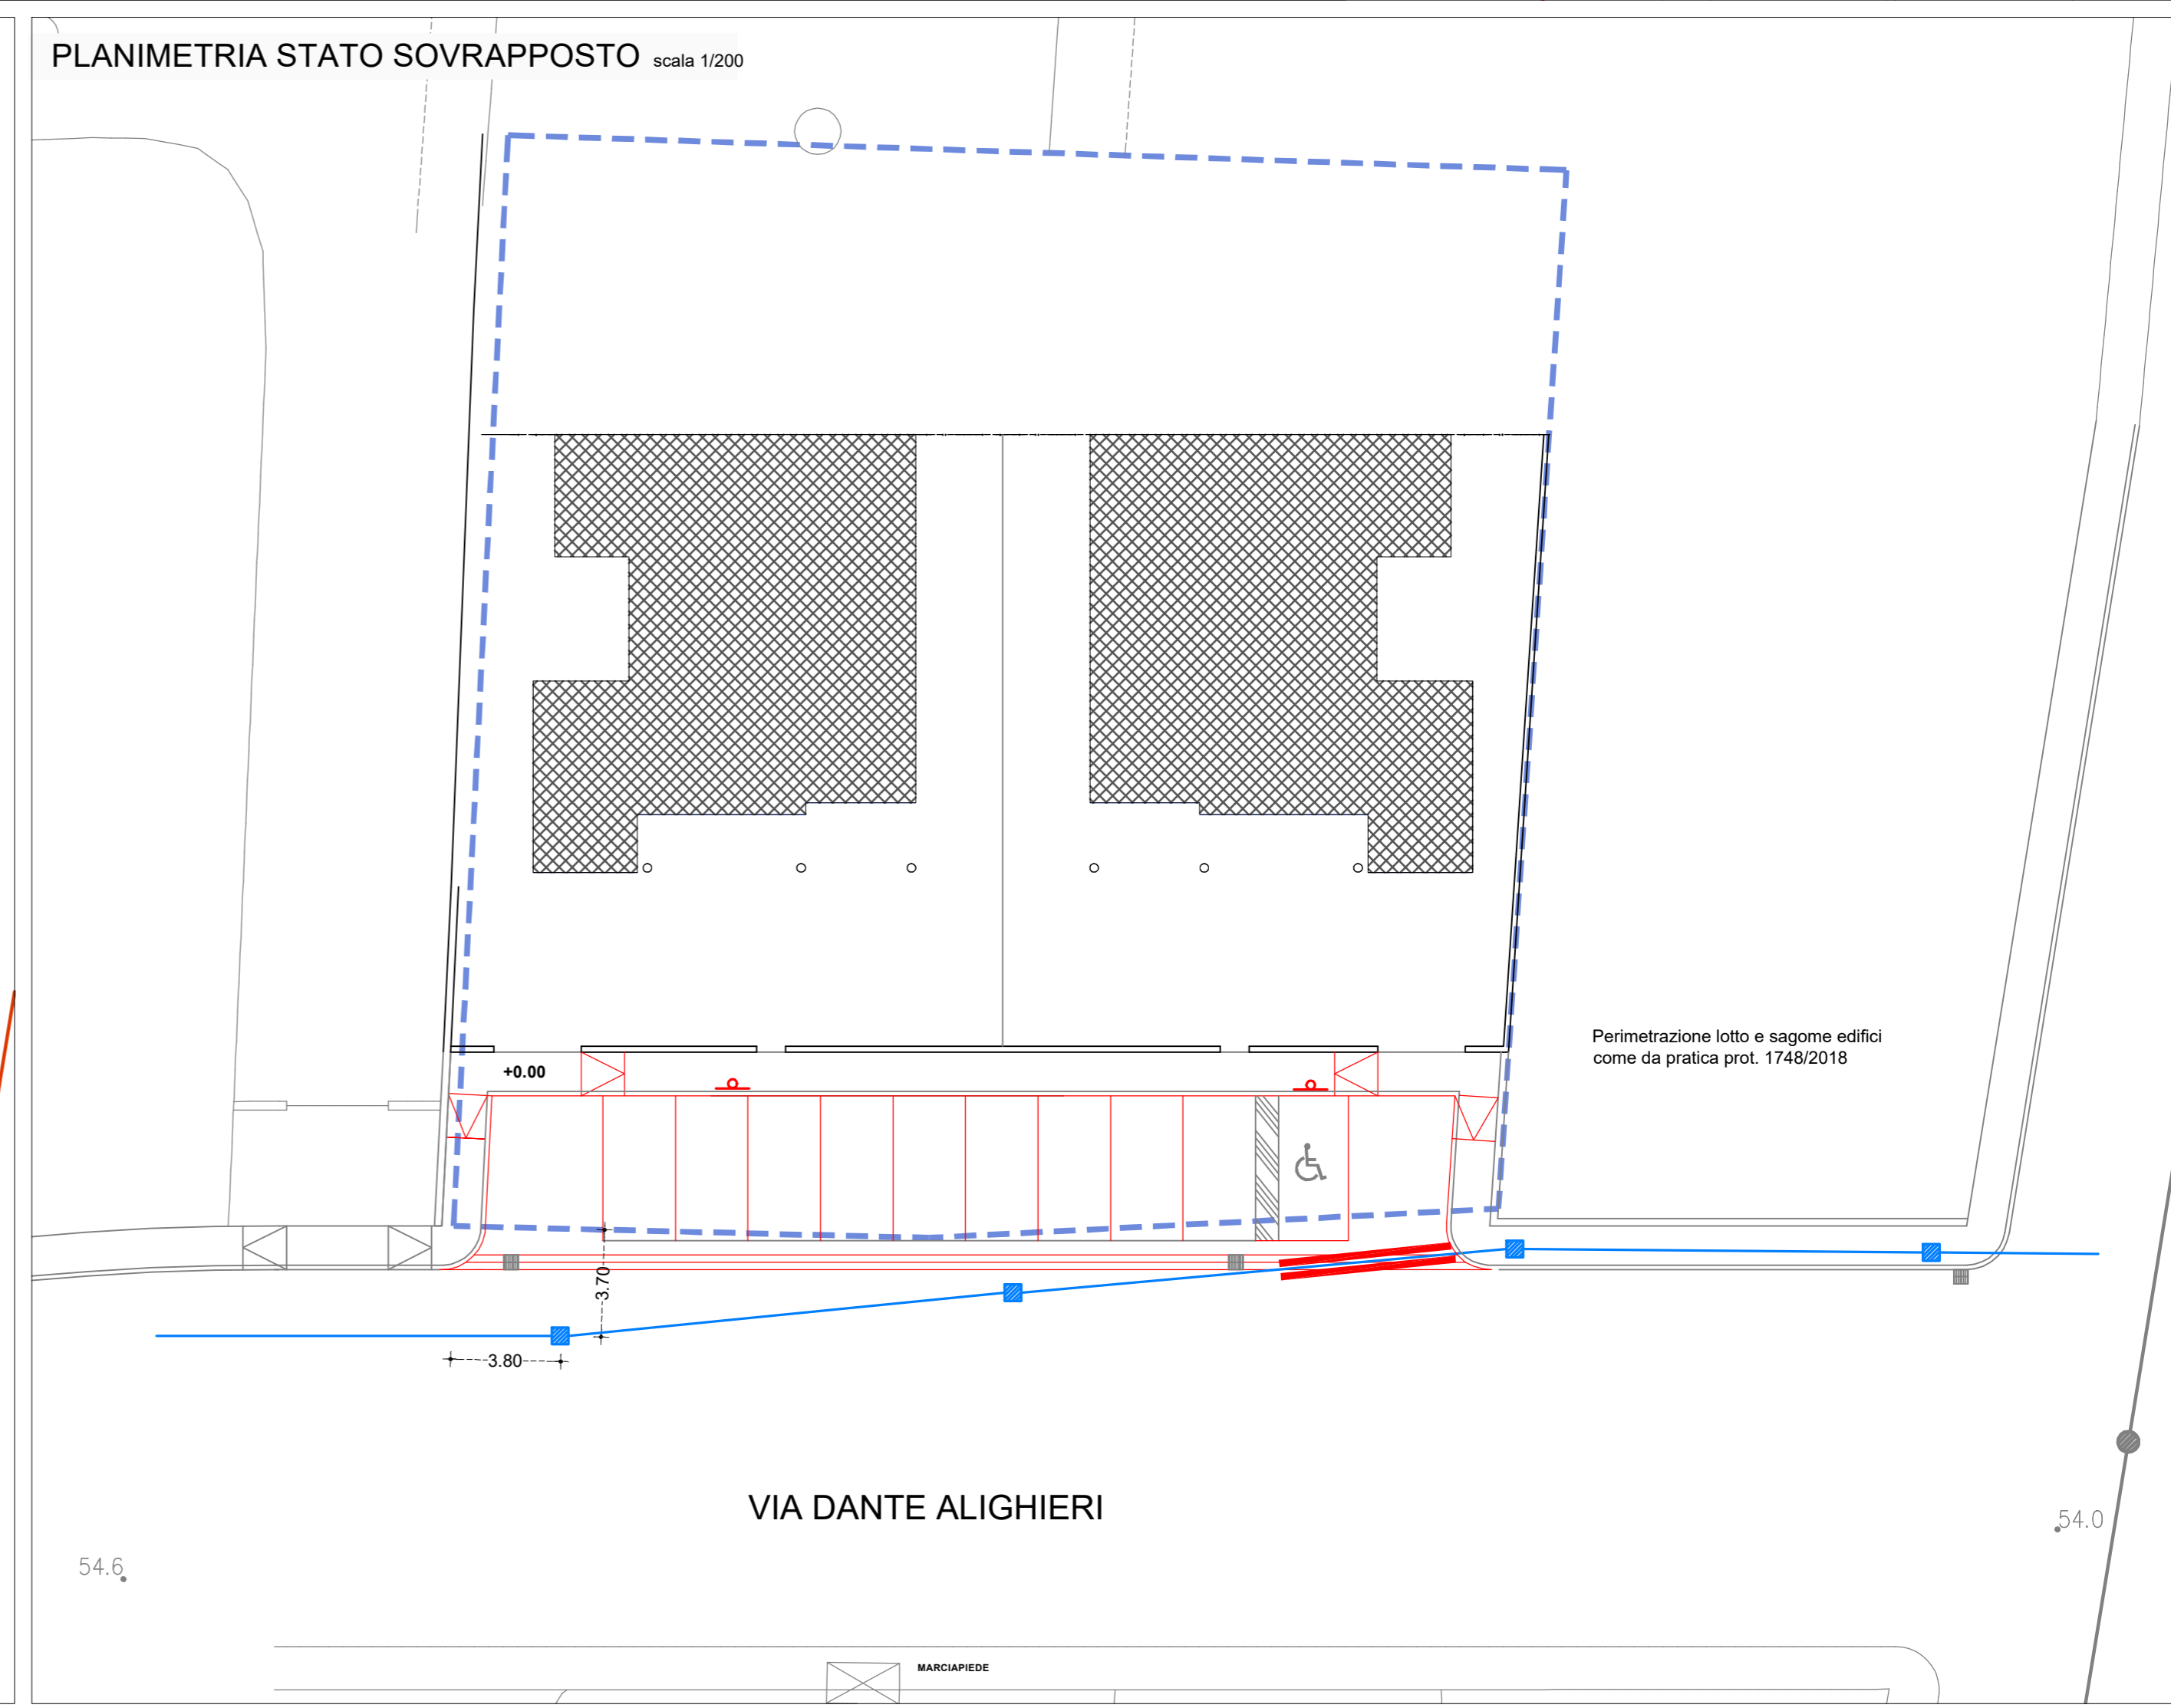 PLANIMETRIA STATO SOVRAPPOSTO scala 1/200
Perimetrazione lotto e sagome edifici
come da pratica prot. 1748/2018
+0.00
3.70
3.80
VIA DANTE ALIGHIERI
54.0
54.6
MARCIAPIEDE